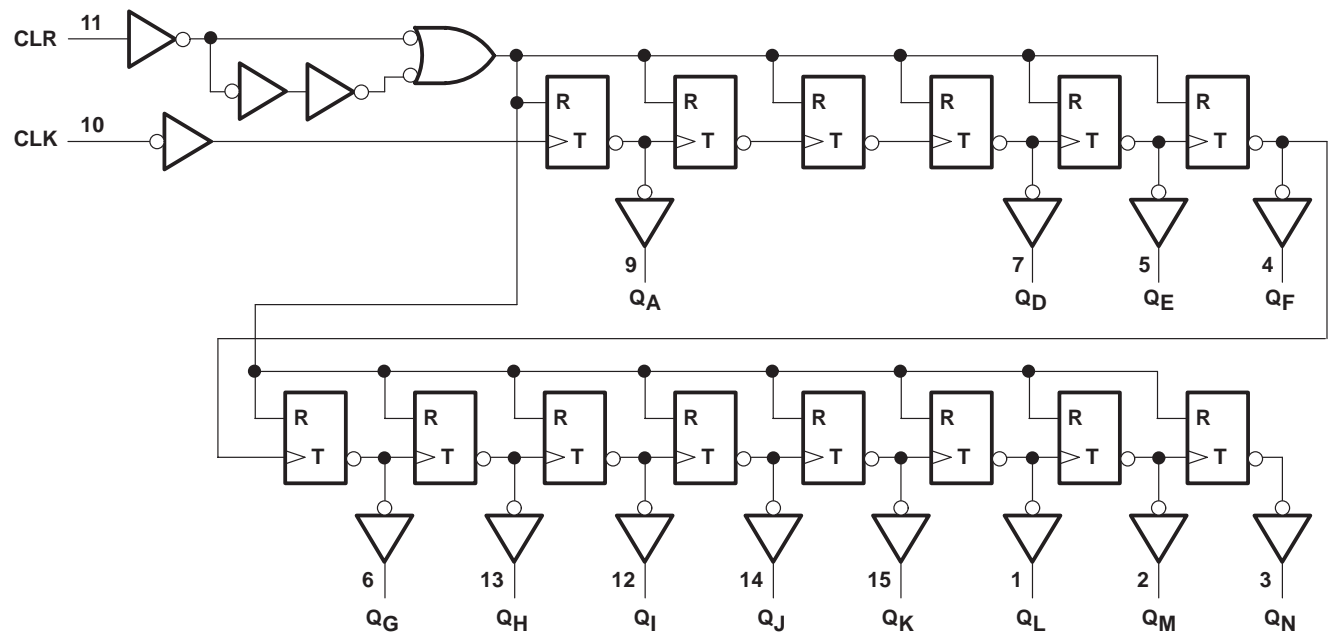 CLR 11
CLK 10
R R R R R R
T T T T T T
9 7 5 4
QA QD QE QF
R R R R R R R R
T T T T T T T T
6 13 12 14 15 1 2 3
QG QH QI QJ QK QL QM QN